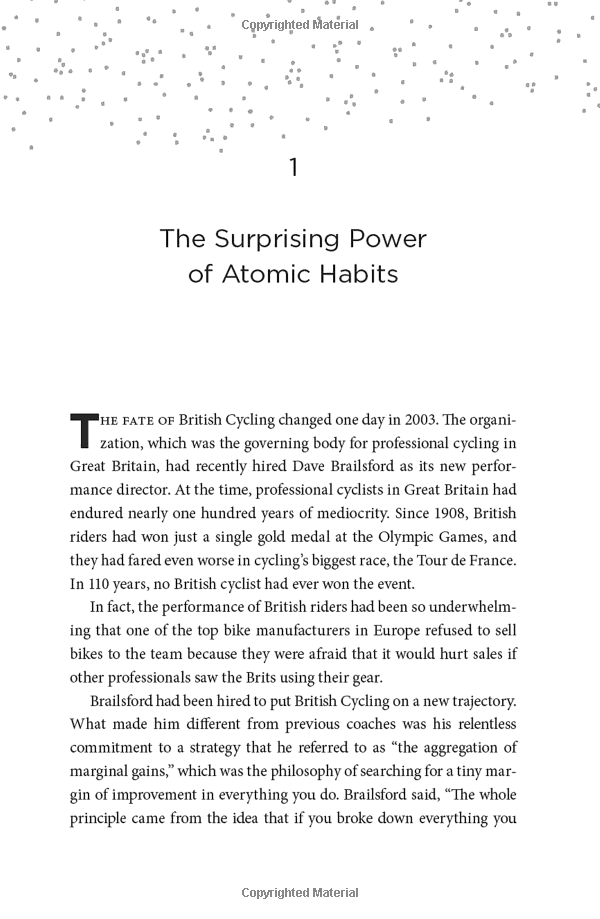 Copyrighted Material
1
The Surprising Power
of Atomic Habits
THE FATE OF British Cycling changed one day in 2003. The organi-
zation, which was the governing body for professional cycling in
Great Britain, had recently hired Dave Brailsford as its new perfor-
mance director. At the time, professional cyclists in Great Britain had
endured nearly one hundred years of mediocrity. Since 1908, British
riders had won just a single gold medal at the Olympic Games, and
they had fared even worse in cycling’s biggest race, the Tour de France.
In 110 years, no British cyclist had ever won the event.
In fact, the performance of British riders had been so underwhelm-
ing that one of the top bike manufacturers in Europe refused to sell
bikes to the team because they were afraid that it would hurt sales if
other professionals saw the Brits using their gear.
Brailsford had been hired to put British Cycling on a new trajectory.
What made him different from previous coaches was his relentless
commitment to a strategy that he referred to as “the aggregation of
marginal gains,” which was the philosophy of searching for a tiny mar-
gin of improvement in everything you do. Brailsford said, “The whole
principle came from the idea that if you broke down everything you
Copyrighted Material